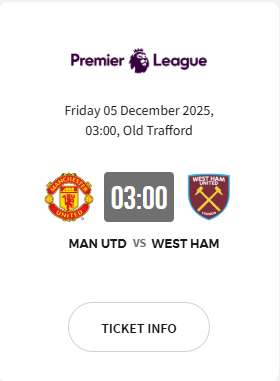 Premier League
Friday 05 December 2025,
03:00, Old Trafford
MANCHESTER
UNITED
03:00
WEST HAM
UNITED
LONDON
MAN UTD VS WEST HAM
TICKET INFO